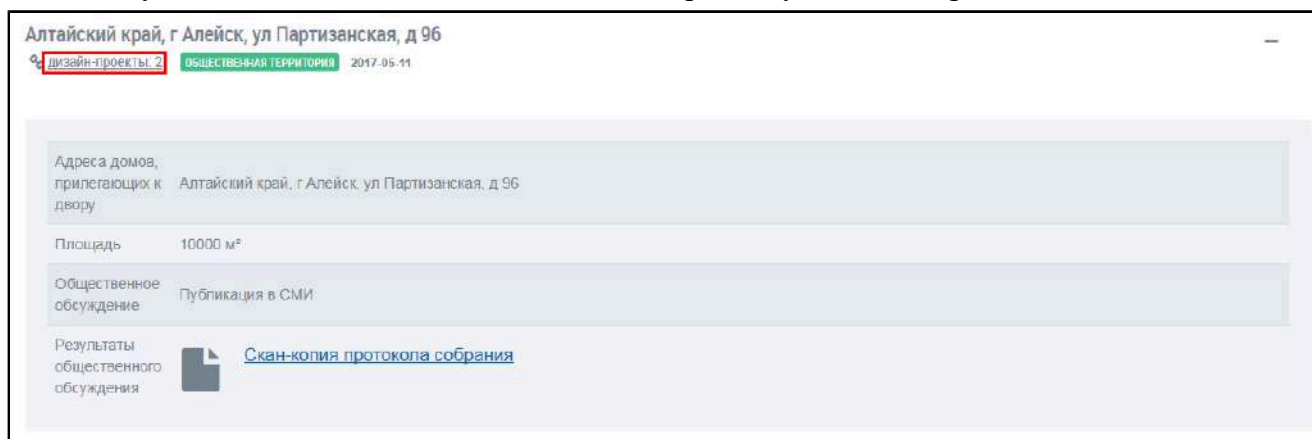 Алтайский край, г Алейск, ул Партизанская, д 96
дизайн-проекты: 2 ОБЩЕСТВЕННАЯ ТЕРРИТОРИЯ 2017-05-11
Адреса домов,
прилегающих к
двору
Алтайский край, г Алейск, ул Партизанская, д 96
Площадь 10000 м²
Общественное
обсуждение
Публикация в СМИ
Результаты
общественного
обсуждения
Скан-копия протокола собрания